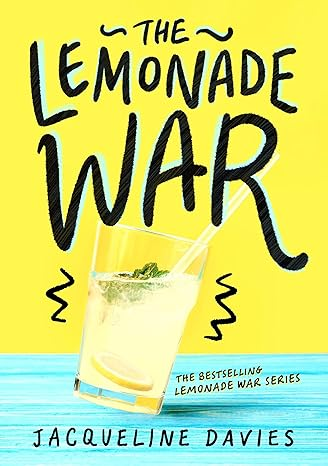 THE
LEMONADE
WAR
THE BESTSELLING
LEMONADE WAR SERIES
JACQUELINE DAVIES